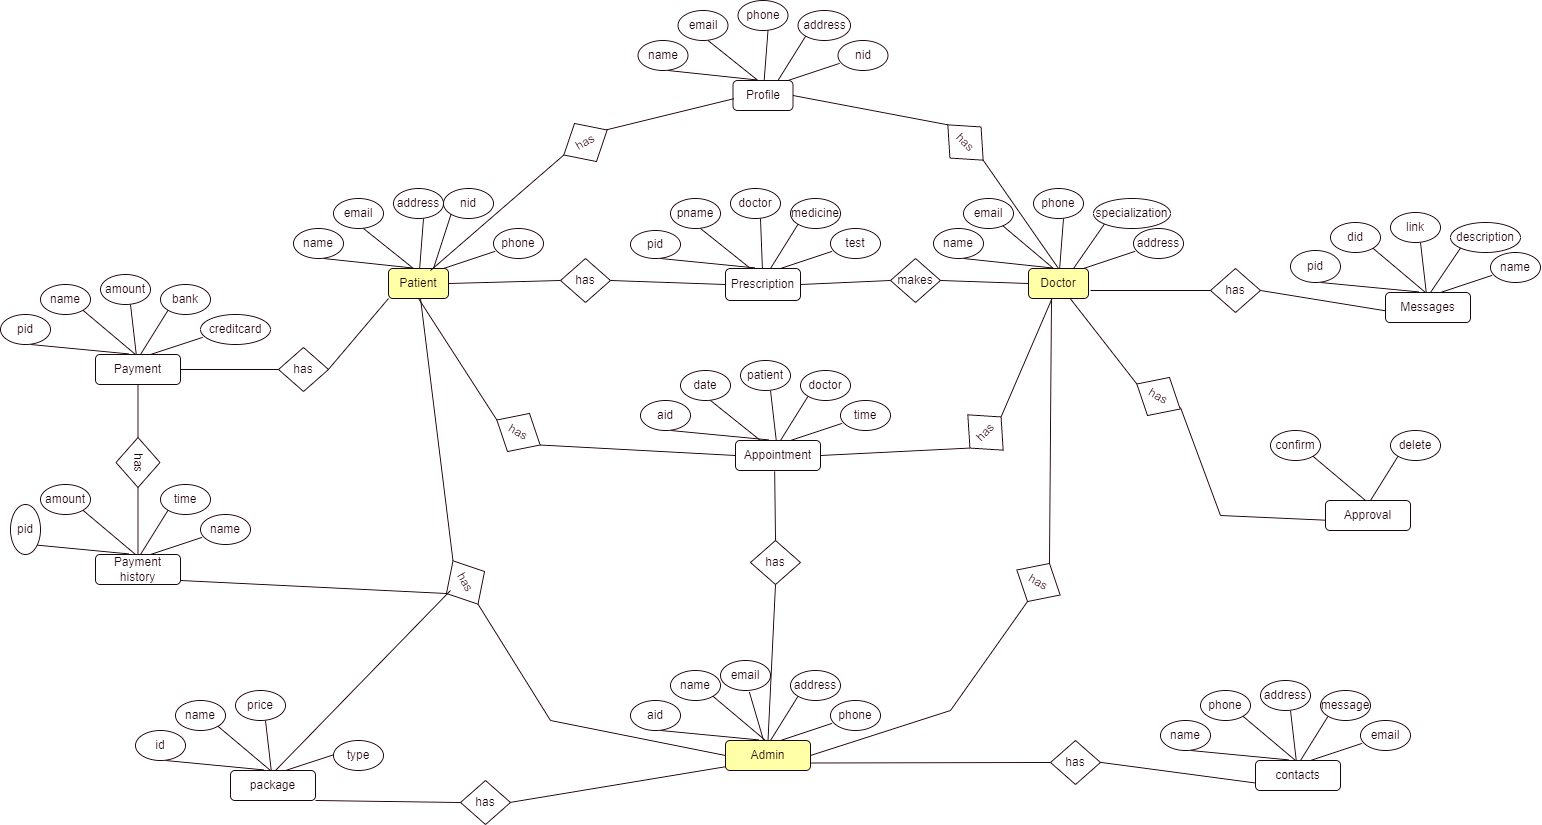 phone
email
address
name
nid
Profile
has
has
address
nid
email
name
phone
Patient
doctor
pname
medicine
pid
test
Prescription
has
makes
phone
email
specialization
name
address
Doctor
link
did
description
pid
name
Messages
has
amount
name
bank
pid
creditcard
Payment
has
patient
date
doctor
aid
time
Appointment
has
has
has
confirm
delete
Approval
has
amount
time
pid
name
Payment
history
has
has
has
email
name
address
aid
phone
Admin
price
name
id
type
package
has
address
phone
message
name
email
contacts
has